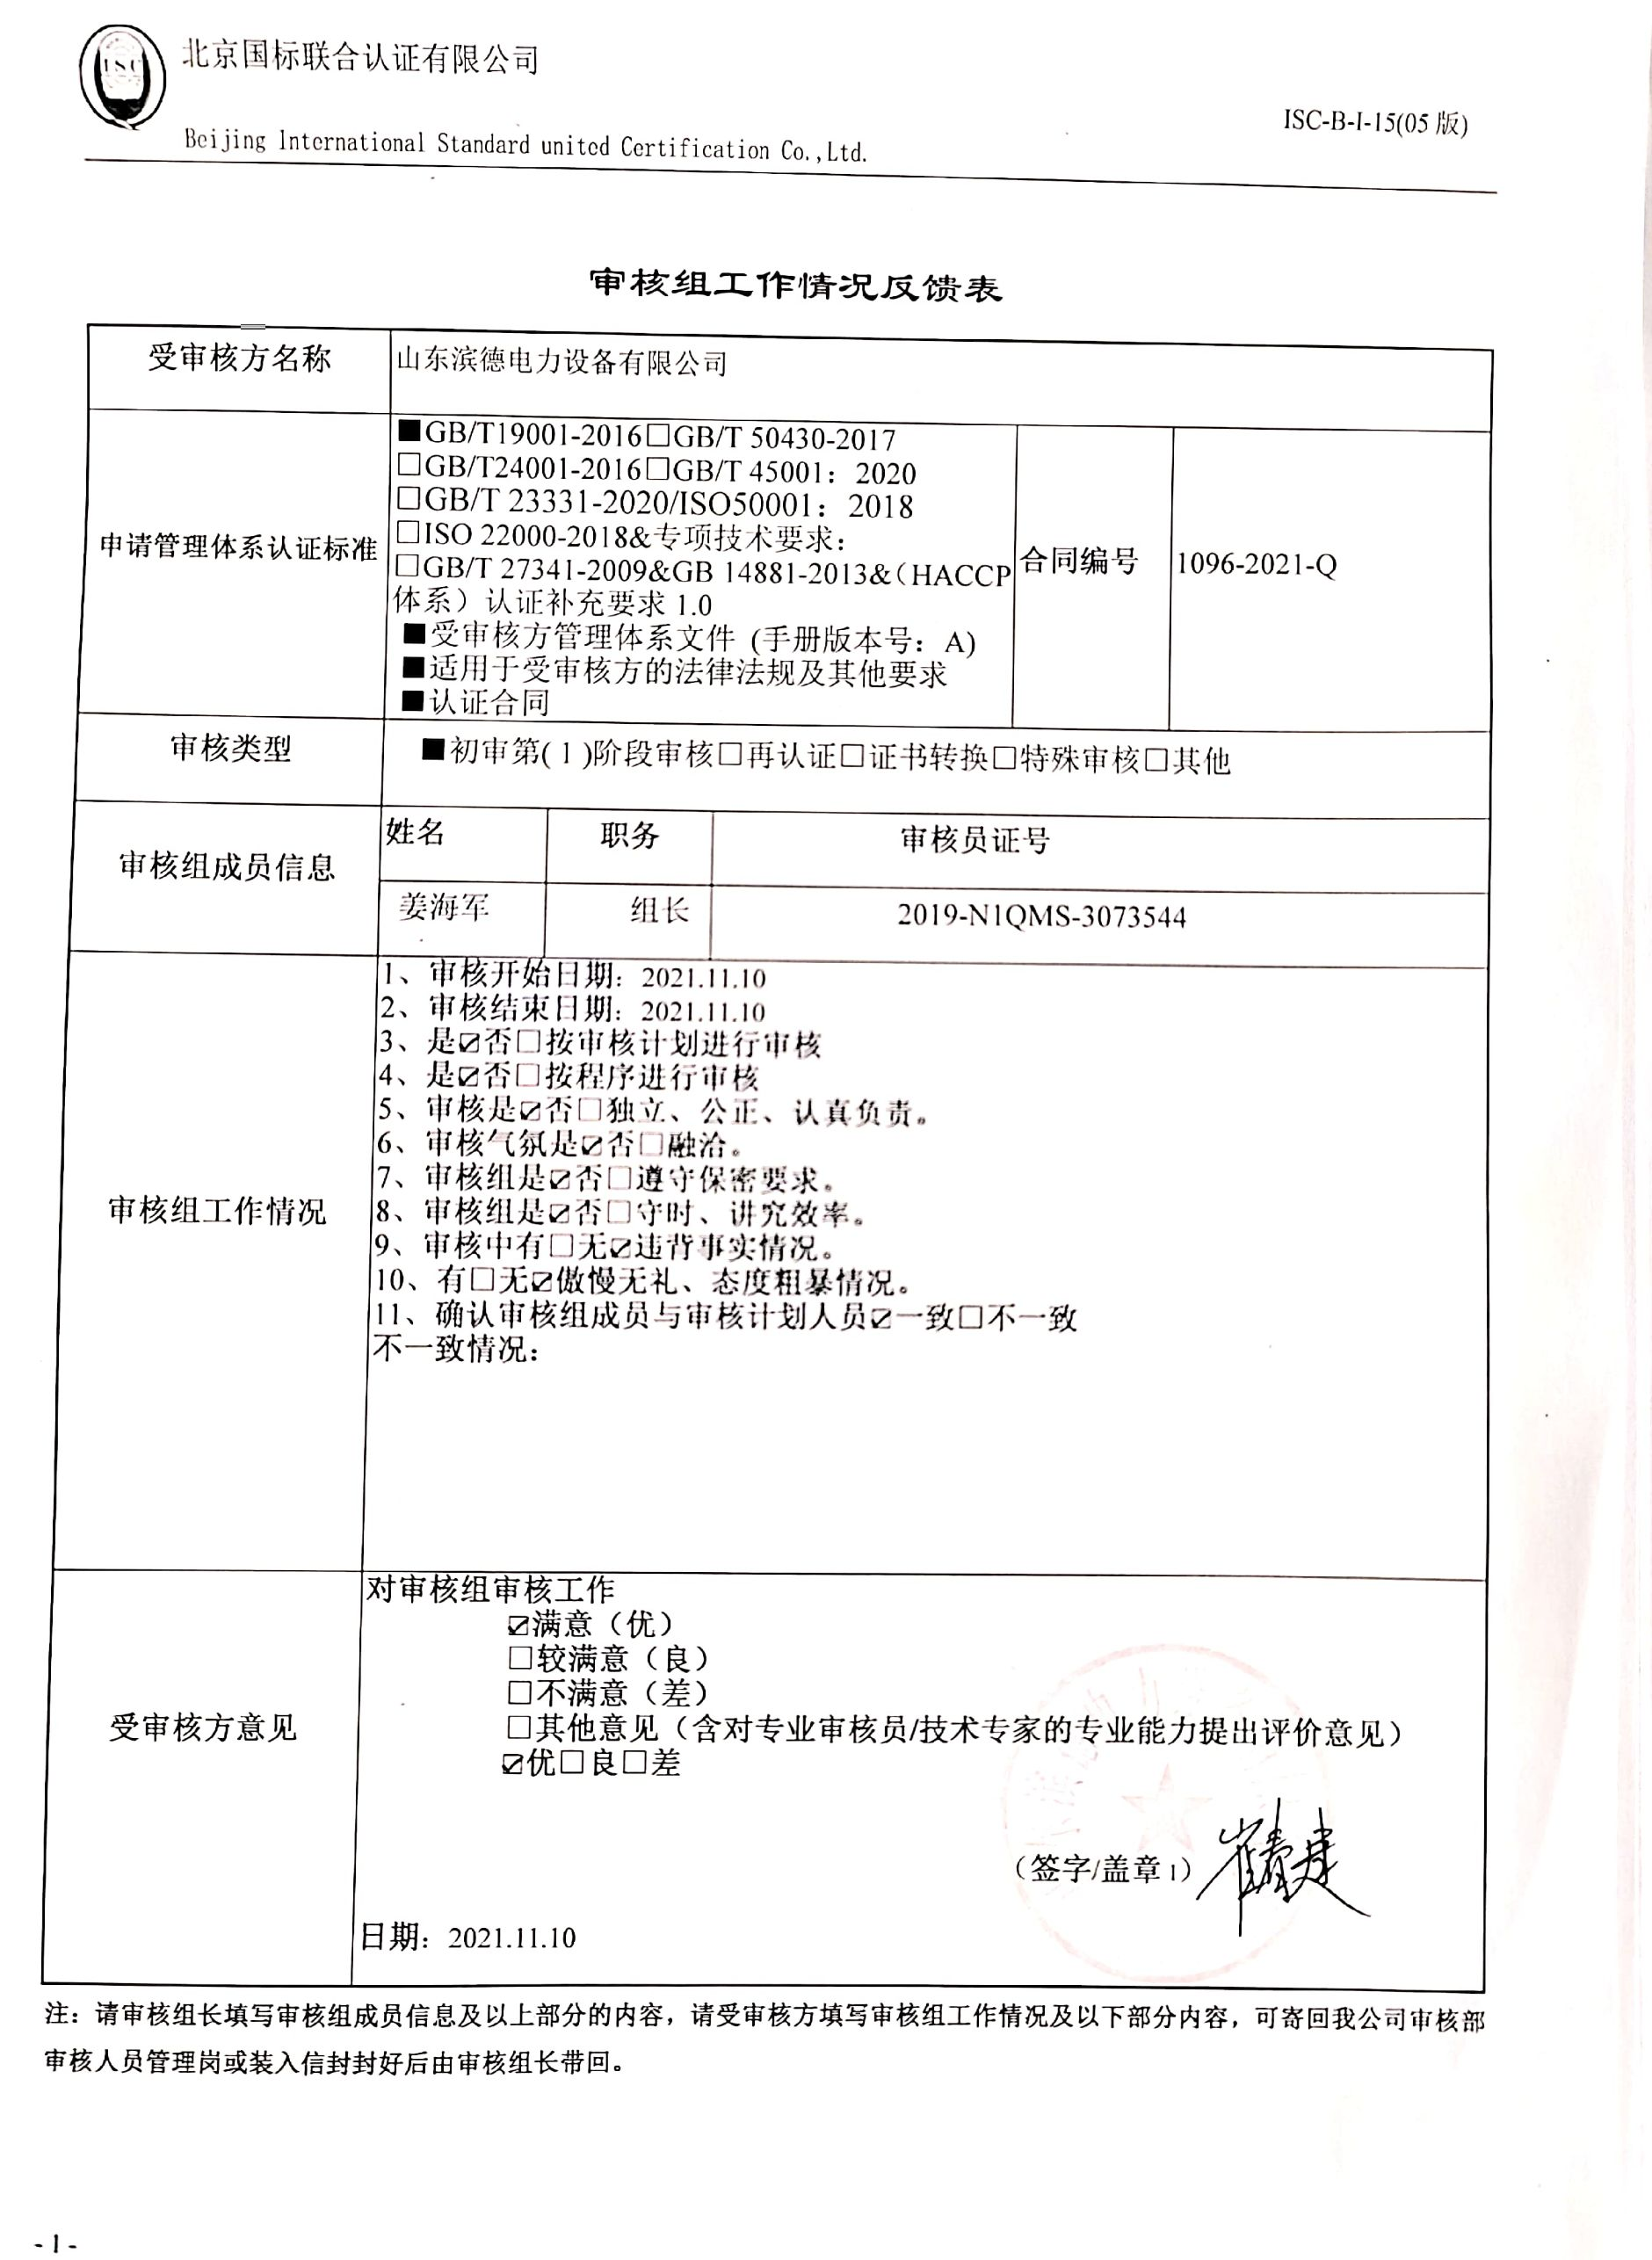 ISC
北京国标联合认证有限公司
ISC-B-I-15(05 版)
Beijing International Standard united Certification Co.,Ltd.
审核组工作情况反馈表
受审核方名称
山东滨德电力设备有限公司
申请管理体系认证标准
■GB/T19001-2016□GB/T 50430-2017
□GB/T24001-2016□GB/T 45001：2020
□GB/T 23331-2020/ISO50001：2018
□ISO 22000-2018&专项技术要求：
□GB/T 27341-2009&GB 14881-2013&（HACCP
体系）认证补充要求 1.0
■受审核方管理体系文件 (手册版本号：A)
■适用于受审核方的法律法规及其他要求
■认证合同
合同编号
1096-2021-Q
审核类型
■初审第( 1 )阶段审核□再认证□证书转换□特殊审核□其他
审核组成员信息
姓名 职务 审核员证号
姜海军 组长 2019-N1QMS-3073544
审核组工作情况
1、审核开始日期：2021.11.10
2、审核结束日期：2021.11.10
3、是☑否□按审核计划进行审核
4、是☑否□按程序进行审核
5、审核是☑否□独立、公正、认真负责。
6、审核气氛是☑否□融洽。
7、审核组是☑否□遵守保密要求。
8、审核组是☑否□守时、讲究效率。
9、审核中有□无☑违背事实情况。
10、有□无☑傲慢无礼、态度粗暴情况。
11、确认审核组成员与审核计划人员☑一致□不一致
不一致情况：
受审核方意见
对审核组审核工作
☑满意（优）
□较满意（良）
□不满意（差）
□其他意见（含对专业审核员/技术专家的专业能力提出评价意见）
☑优□良□差
（签字/盖章 1）
日期：2021.11.10
注：请审核组长填写审核组成员信息及以上部分的内容，请受审核方填写审核组工作情况及以下部分内容，可寄回我公司审核部
审核人员管理岗或装入信封封好后由审核组长带回。
- 1 -